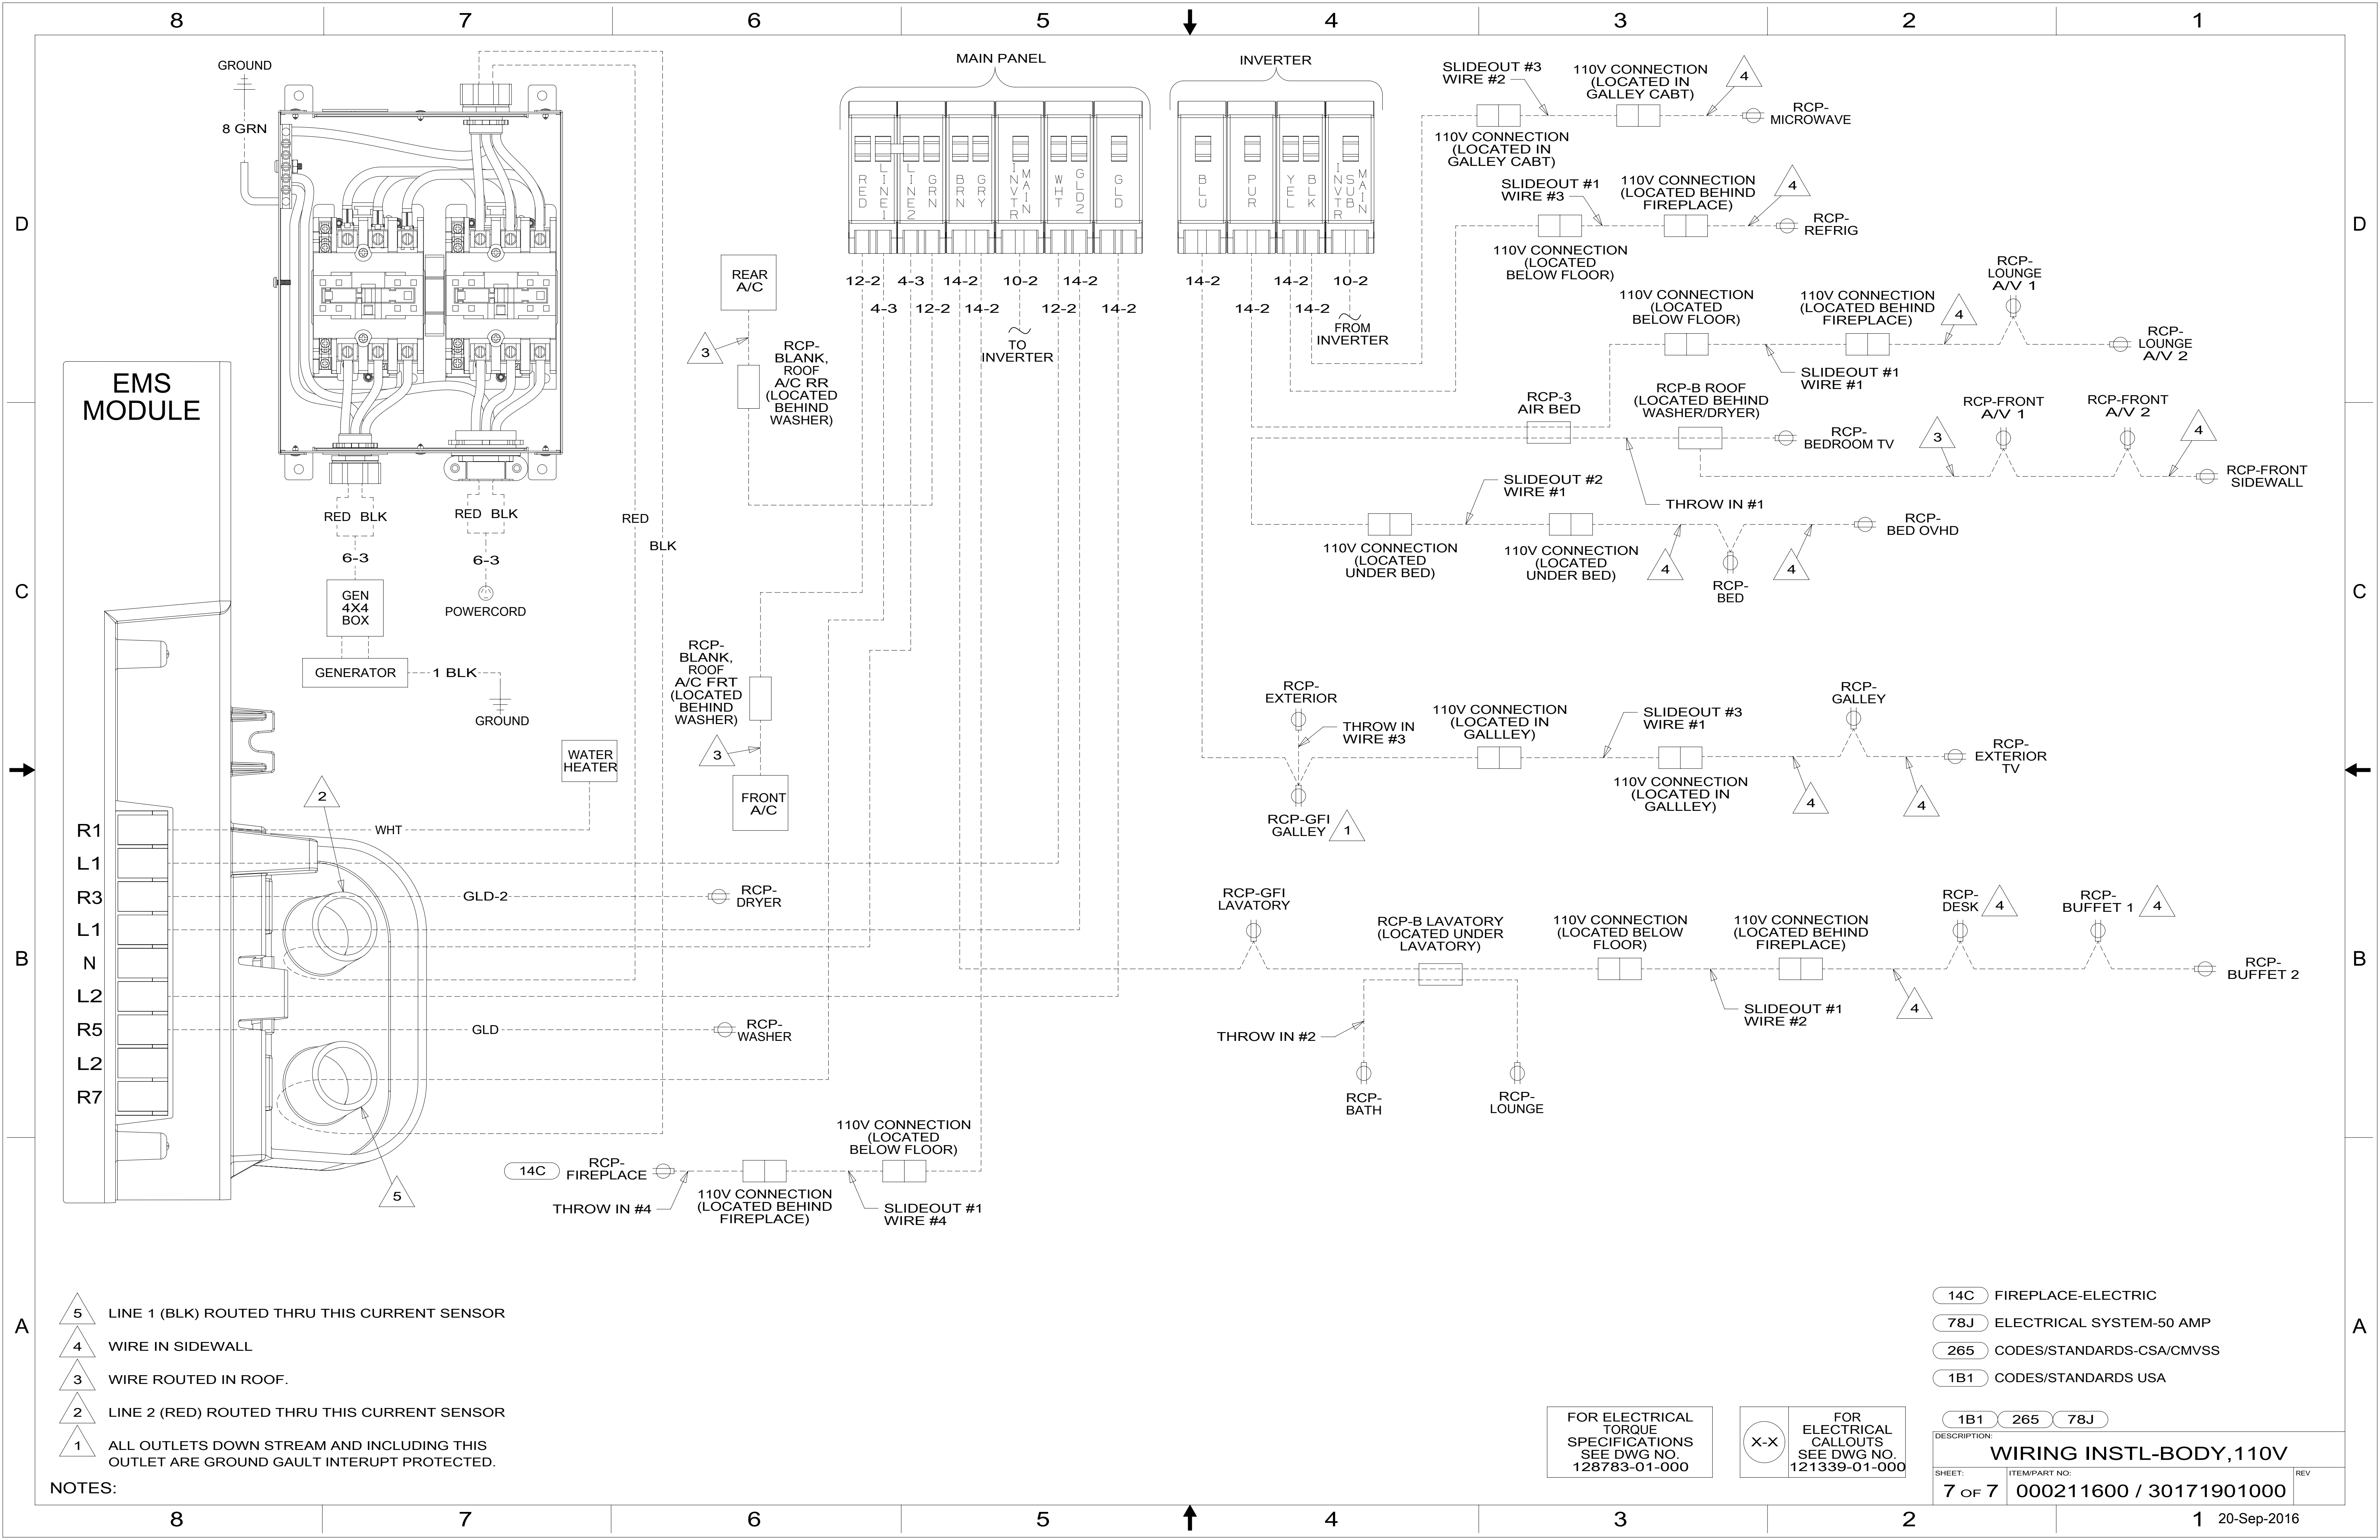 8 7 6 5 4 3 2 1
D
C
B
A
D
C
B
A
GROUND
8 GRN
EMS
MODULE
RED BLK
6-3
GEN
4X4
BOX
GENERATOR
1 BLK
GROUND
RED BLK
6-3
POWERCORD
RED
BLK
WATER
HEATER
2
R1
L1
R3
L1
N
L2
R5
L2
R7
WHT
GLD-2
GLD
RCP-
DRYER
RCP-
WASHER
5
MAIN PANEL
RED
LINE1
LINE2
GRN
BRN
GRY
INVTR
MAIN
WHT
GLD2
GLD
12-2
4-3
4-3
12-2
14-2
14-2
10-2
12-2
14-2
14-2
TO
INVERTER
REAR
A/C
3
RCP-
BLANK,
ROOF
A/C RR
(LOCATED
BEHIND
WASHER)
RCP-
BLANK,
ROOF
A/C FRT
(LOCATED
BEHIND
WASHER)
3
FRONT
A/C
14C
RCP-
FIREPLACE
THROW IN #4
110V CONNECTION
(LOCATED BEHIND
FIREPLACE)
110V CONNECTION
(LOCATED
BELOW FLOOR)
SLIDEOUT #1
WIRE #4
INVERTER
BLU
PUR
YEL
BLK
INVTR
SUB
MAIN
14-2
14-2
14-2
14-2
10-2
FROM
INVERTER
SLIDEOUT #3
WIRE #2
110V CONNECTION
(LOCATED IN
GALLEY CABT)
4
RCP-
MICROWAVE
110V CONNECTION
(LOCATED IN
GALLEY CABT)
SLIDEOUT #1
WIRE #3
110V CONNECTION
(LOCATED BEHIND
FIREPLACE)
4
RCP-
REFRIG
110V CONNECTION
(LOCATED
BELOW FLOOR)
110V CONNECTION
(LOCATED
BELOW FLOOR)
110V CONNECTION
(LOCATED BEHIND
FIREPLACE)
4
RCP-
LOUNGE
A/V 1
RCP-
LOUNGE
A/V 2
SLIDEOUT #1
WIRE #1
RCP-3
AIR BED
RCP-B ROOF
(LOCATED BEHIND
WASHER/DRYER)
RCP-
BEDROOM TV
3
RCP-FRONT
A/V 1
RCP-FRONT
A/V 2
4
RCP-FRONT
SIDEWALL
SLIDEOUT #2
WIRE #1
THROW IN #1
110V CONNECTION
(LOCATED
UNDER BED)
110V CONNECTION
(LOCATED
UNDER BED)
4
RCP-
BED
4
RCP-
BED OVHD
RCP-
EXTERIOR
THROW IN
WIRE #3
RCP-GFI
GALLEY
1
110V CONNECTION
(LOCATED IN
GALLLEY)
SLIDEOUT #3
WIRE #1
110V CONNECTION
(LOCATED IN
GALLLEY)
4
RCP-
GALLEY
4
RCP-
EXTERIOR
TV
RCP-GFI
LAVATORY
RCP-B LAVATORY
(LOCATED UNDER
LAVATORY)
110V CONNECTION
(LOCATED BELOW
FLOOR)
110V CONNECTION
(LOCATED BEHIND
FIREPLACE)
RCP-
DESK
4
RCP-
BUFFET 1
4
RCP-
BUFFET 2
THROW IN #2
RCP-
BATH
RCP-
LOUNGE
SLIDEOUT #1
WIRE #2
4
5 LINE 1 (BLK) ROUTED THRU THIS CURRENT SENSOR
4 WIRE IN SIDEWALL
3 WIRE ROUTED IN ROOF.
2 LINE 2 (RED) ROUTED THRU THIS CURRENT SENSOR
1 ALL OUTLETS DOWN STREAM AND INCLUDING THIS
OUTLET ARE GROUND GAULT INTERUPT PROTECTED.
NOTES:
14C FIREPLACE-ELECTRIC
78J ELECTRICAL SYSTEM-50 AMP
265 CODES/STANDARDS-CSA/CMVSS
1B1 CODES/STANDARDS USA
FOR ELECTRICAL
TORQUE
SPECIFICATIONS
SEE DWG NO.
128783-01-000
X-X
FOR
ELECTRICAL
CALLOUTS
SEE DWG NO.
121339-01-000
1B1 265 78J
DESCRIPTION:
WIRING INSTL-BODY,110V
SHEET:
7 OF 7
ITEM/PART NO:
000211600 / 30171901000
REV
8 7 6 5 4 3 2 1
20-Sep-2016